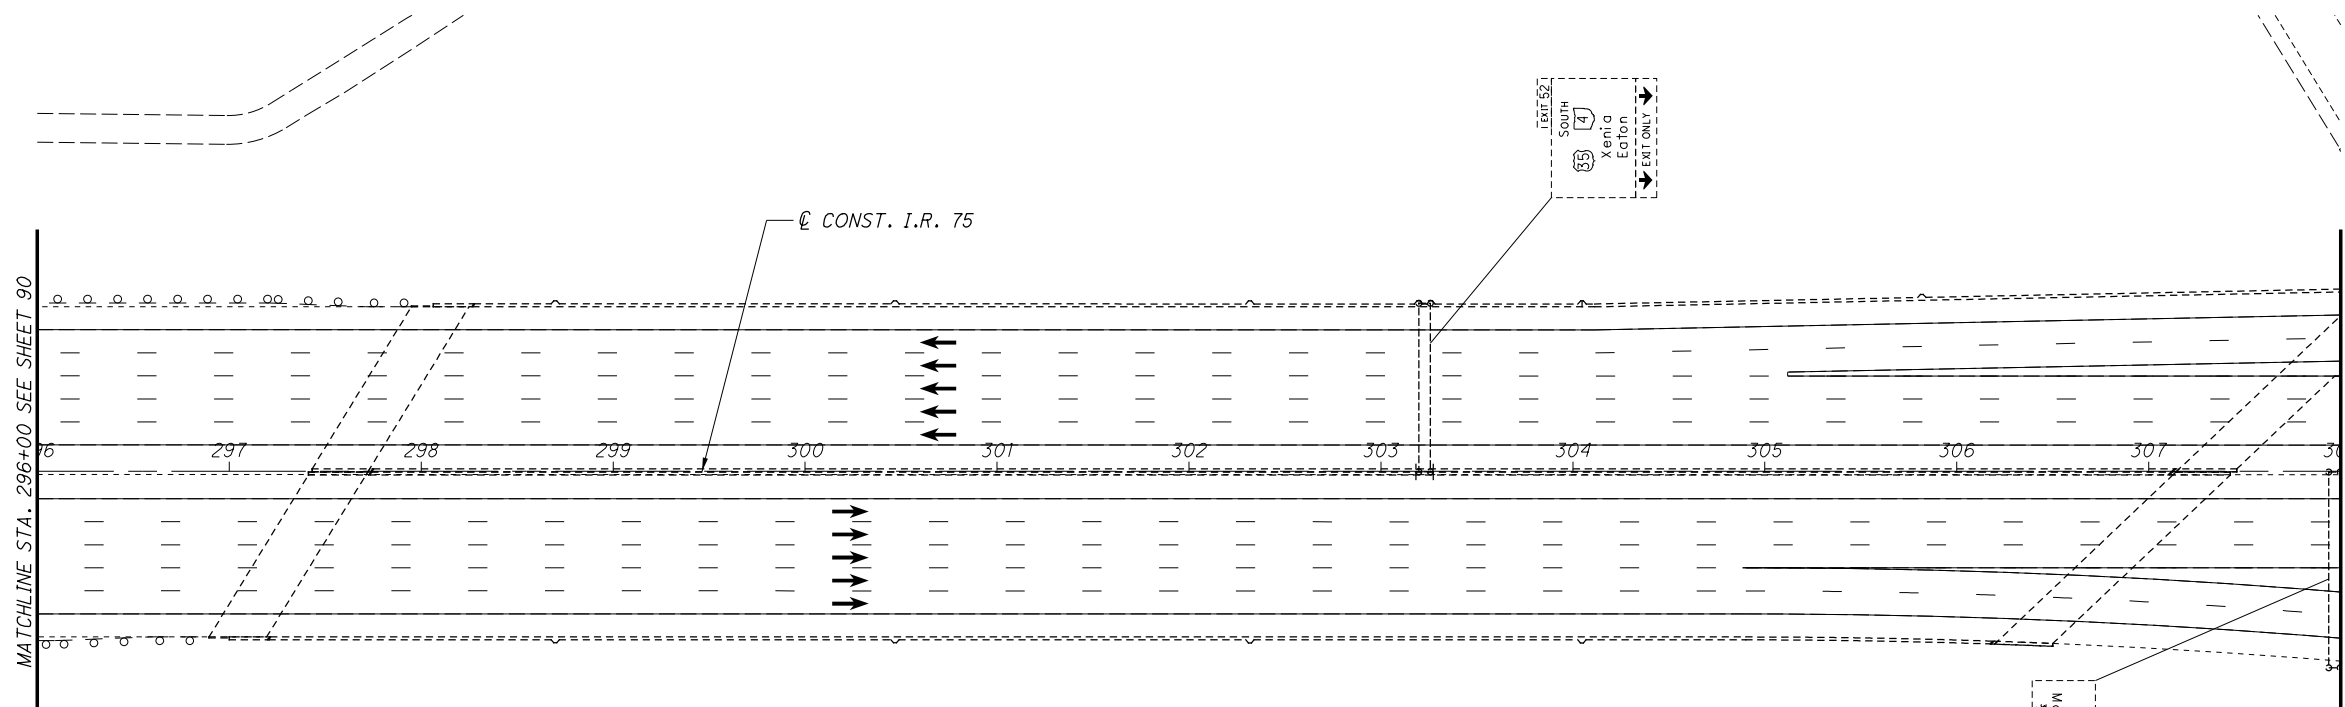 EXIT 52
SOUTH
35 4
Xenia
Eaton
EXIT ONLY
℄ CONST. I.R. 75
MATCHLINE STA. 296+00 SEE SHEET 90
297 298 299 300 301 302 303 304 305 306 307